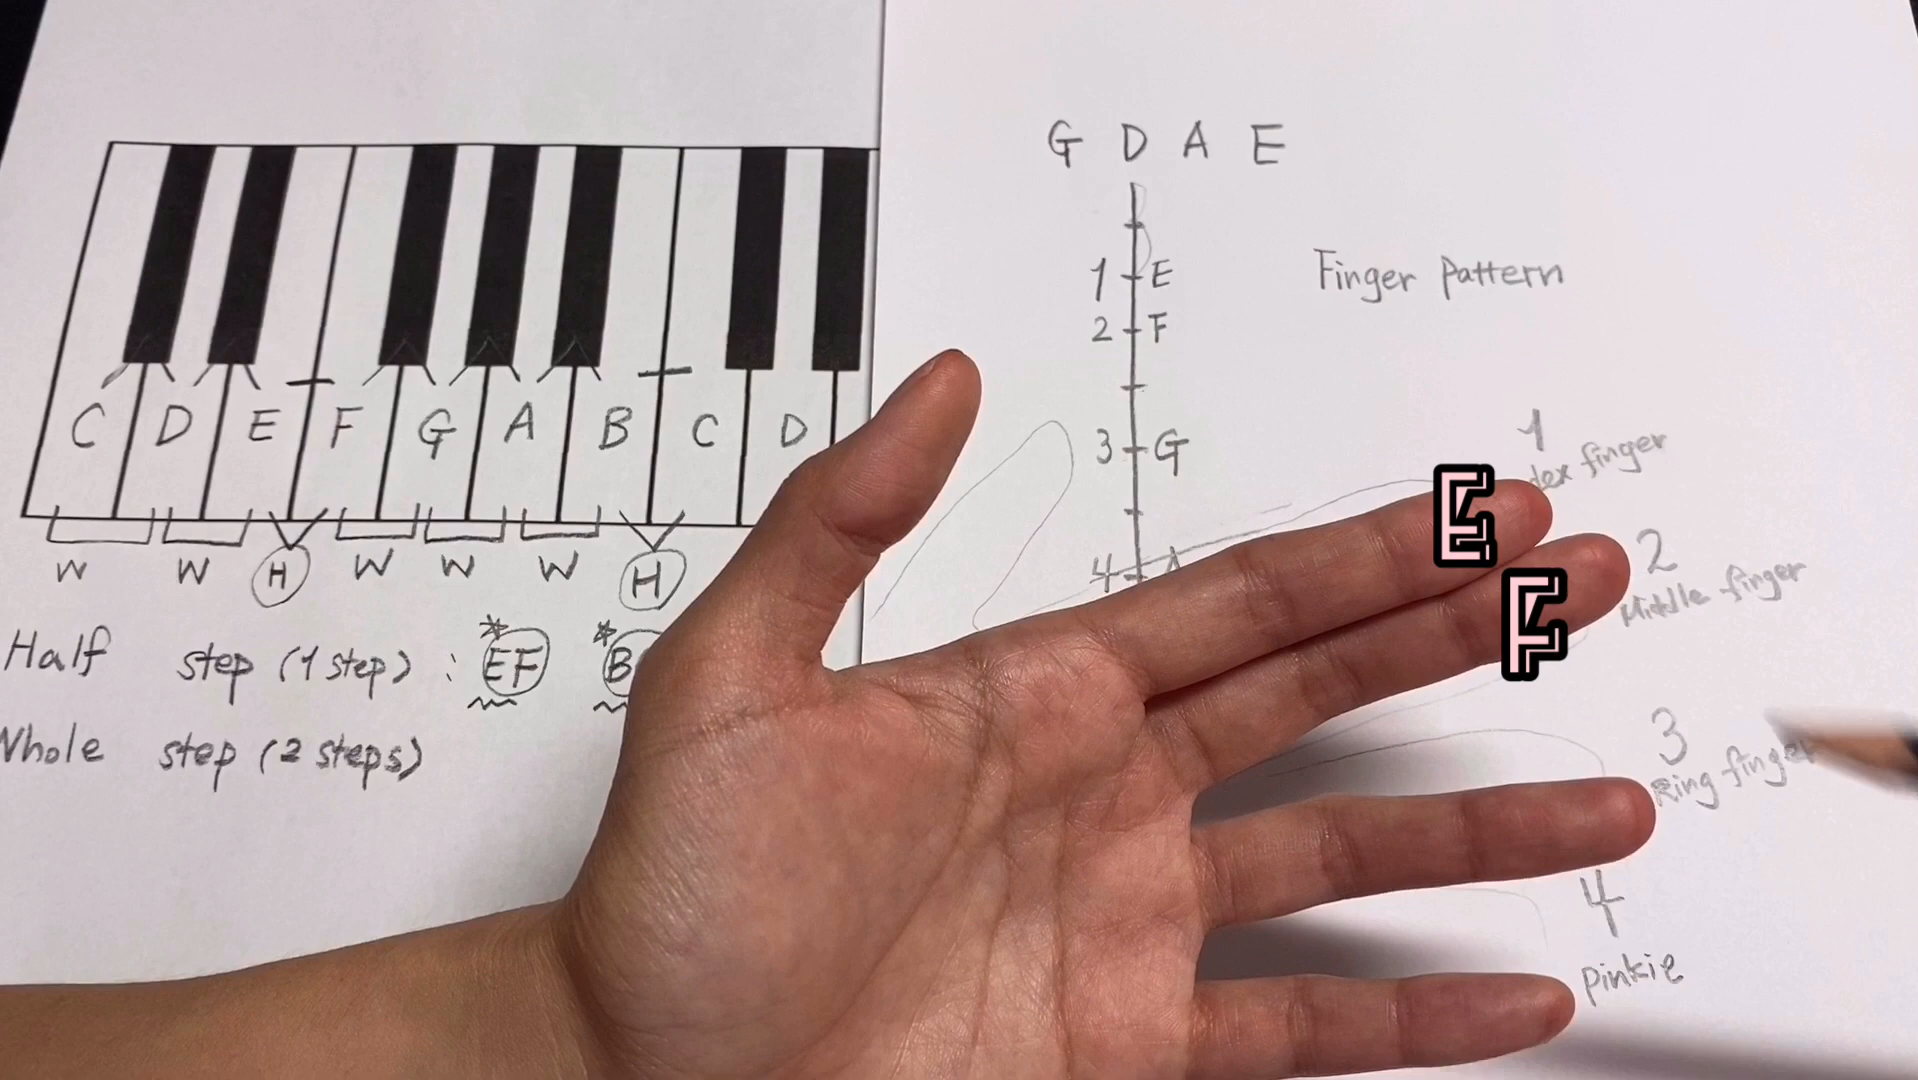 C D E F G A B C D
W W H W W W H
Half step (1 step) : *EF *B
Whole step (2 steps)
G D A E
1 E
2 F
3 G
4 A
Finger pattern
1
dex finger
2
Middle finger
3
Ring finger
4
Pinkie
E
F